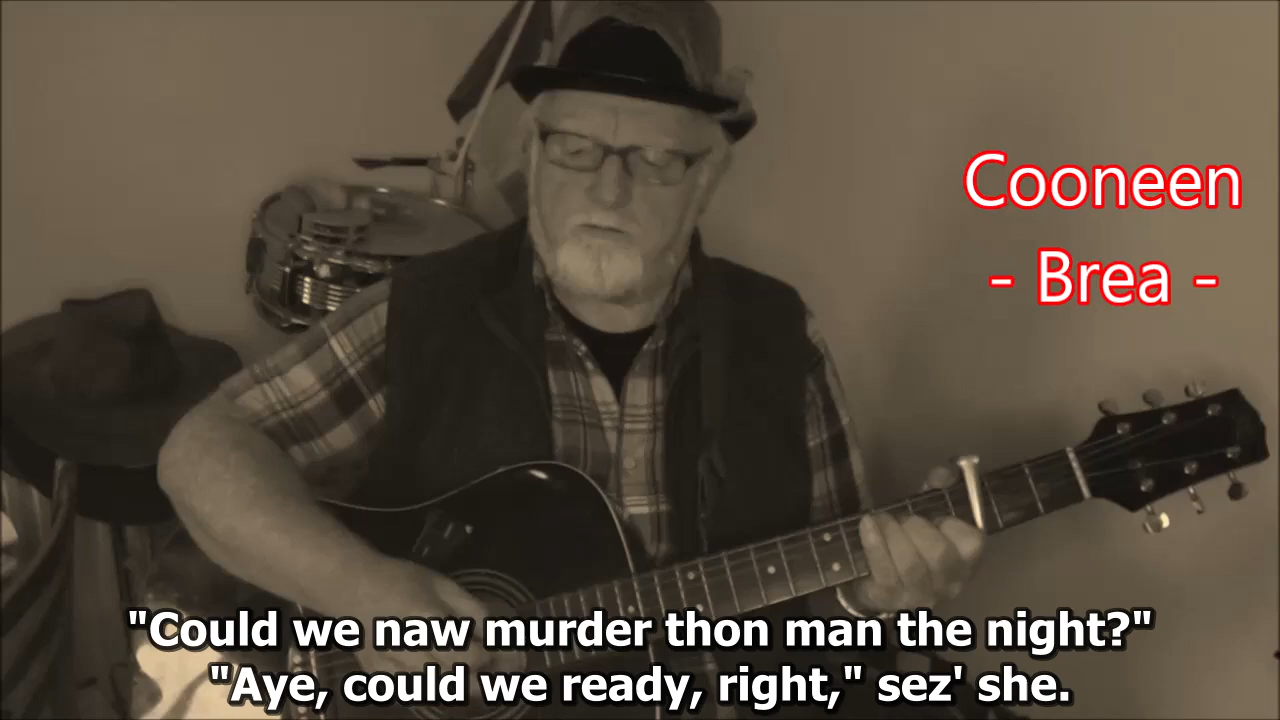 Cooneen
- Brea -
"Could we naw murder thon man the night?"
"Aye, could we ready, right," sez' she.